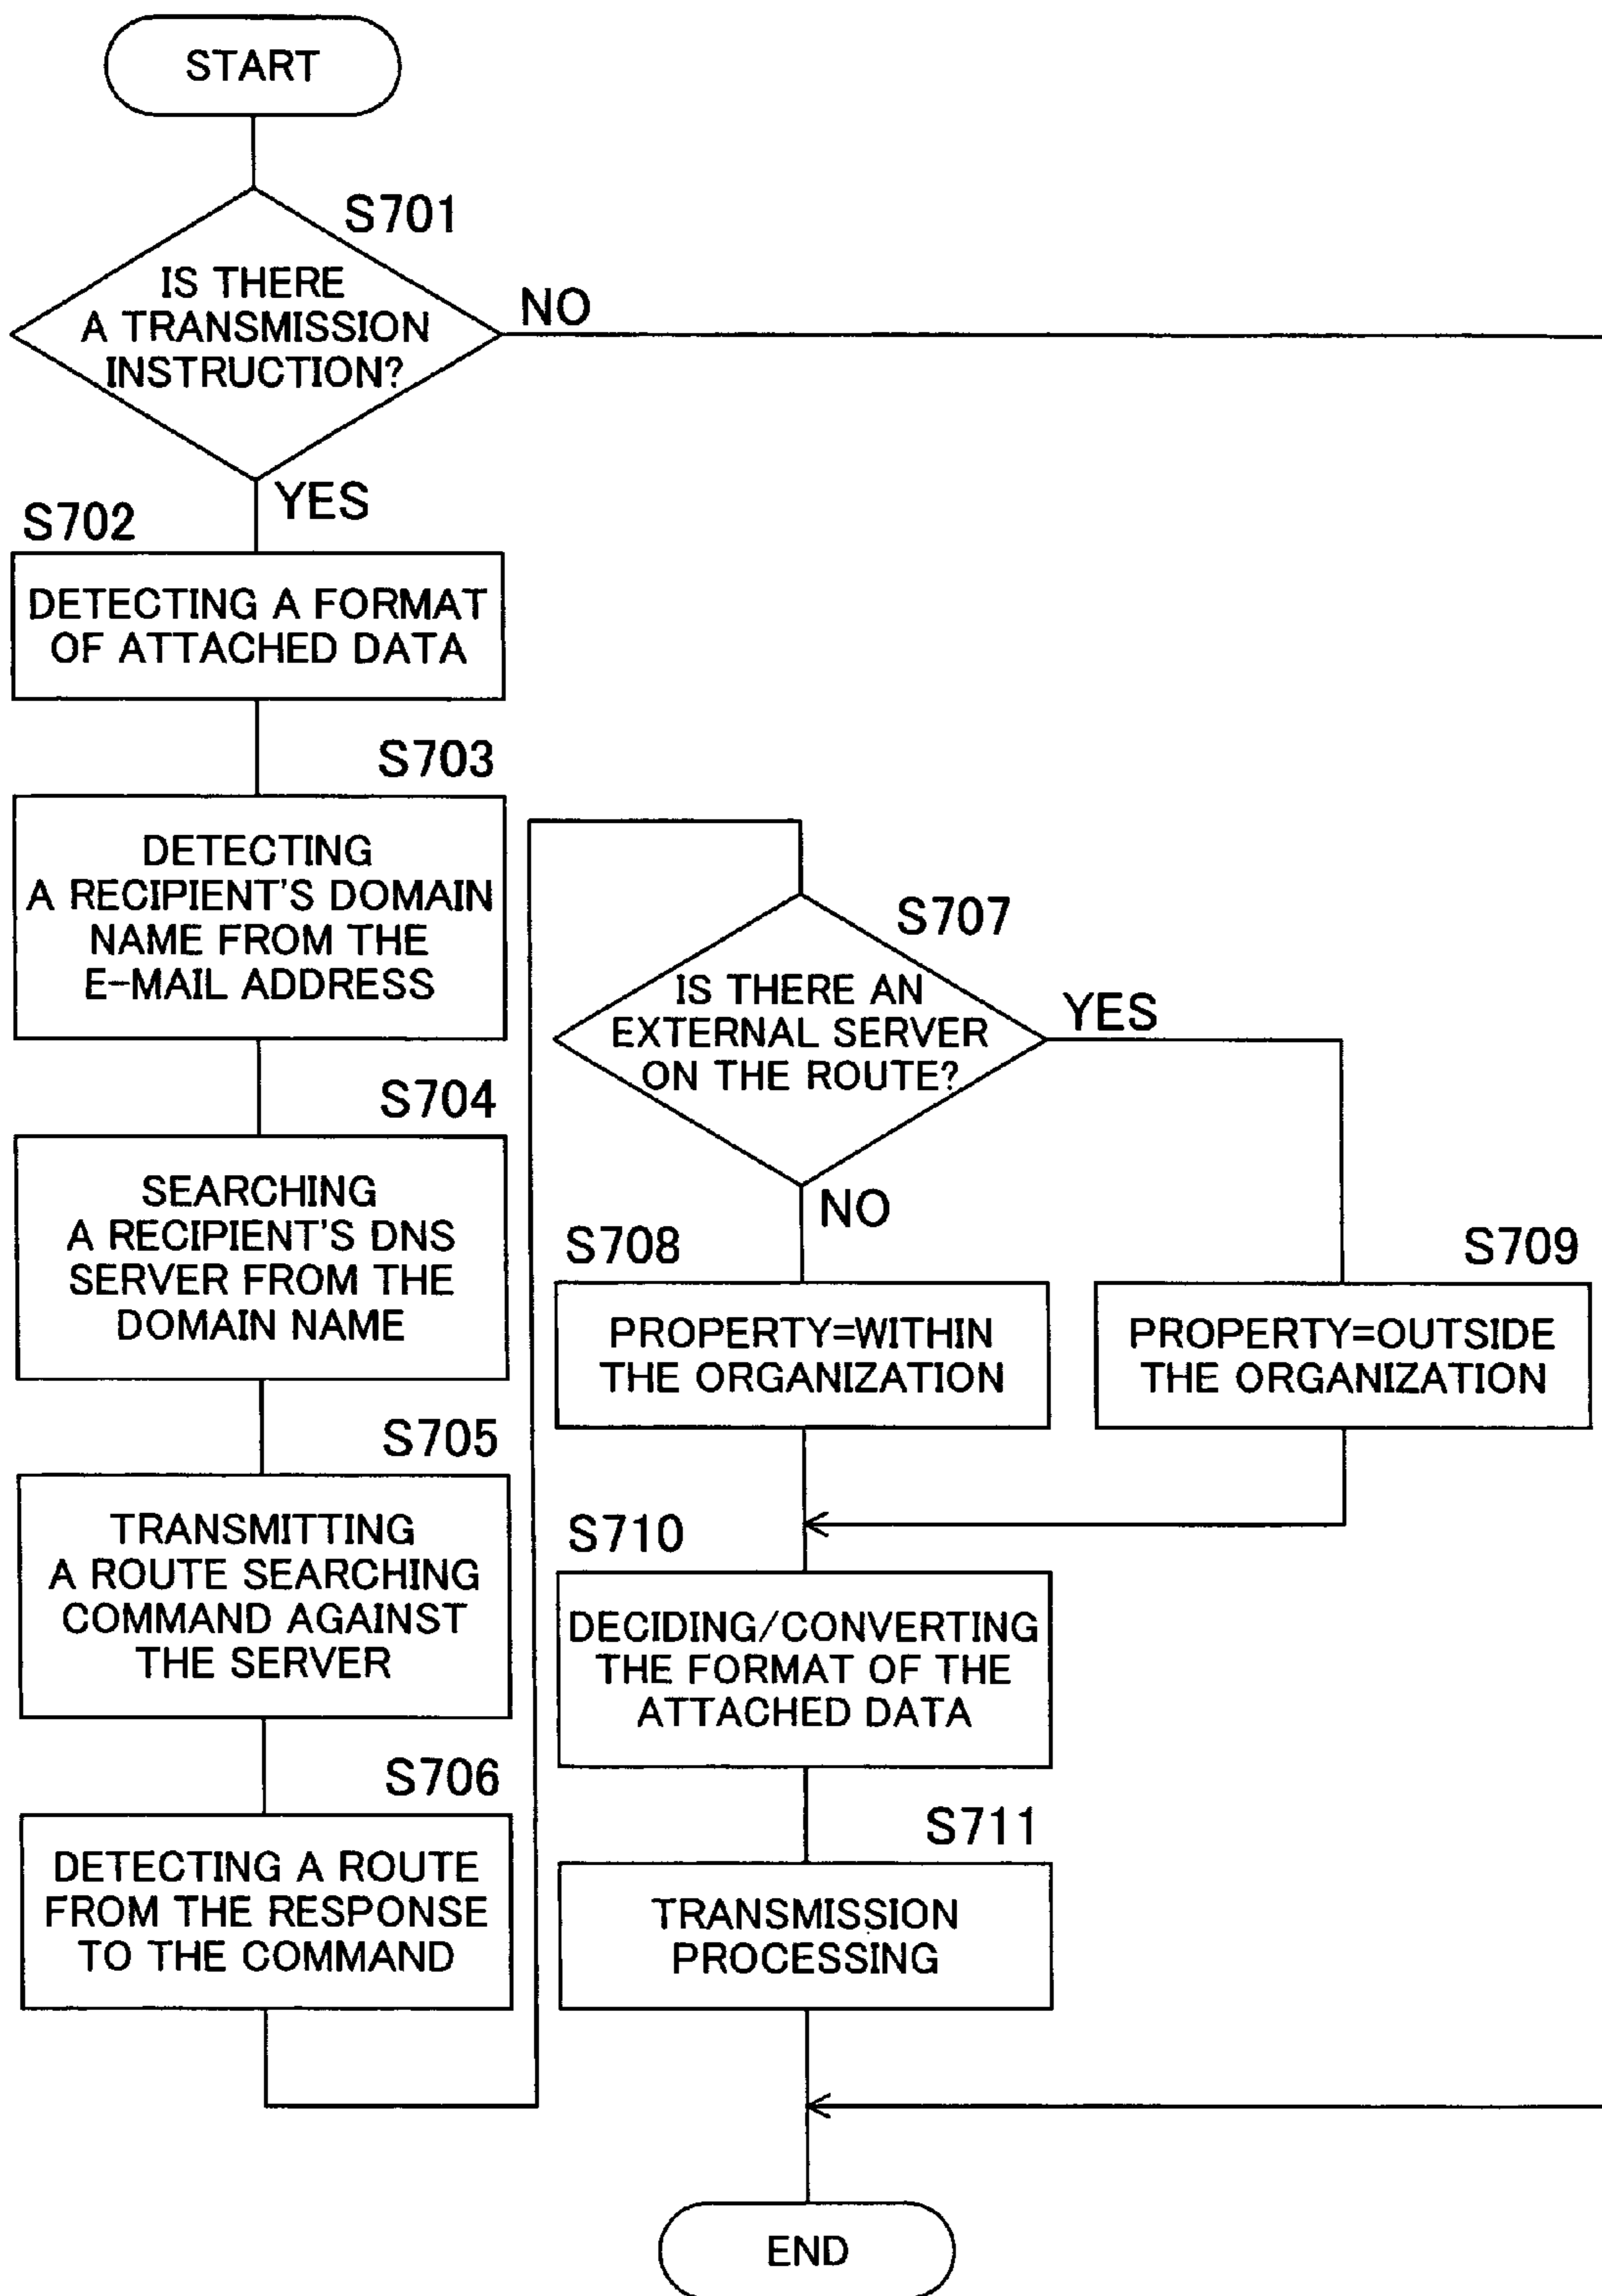 START
S701
IS THERE
A TRANSMISSION
INSTRUCTION?
NO
YES
S702
DETECTING A FORMAT
OF ATTACHED DATA
S703
DETECTING
A RECIPIENT'S DOMAIN
NAME FROM THE
E-MAIL ADDRESS
S704
SEARCHING
A RECIPIENT'S DNS
SERVER FROM THE
DOMAIN NAME
S705
TRANSMITTING
A ROUTE SEARCHING
COMMAND AGAINST
THE SERVER
S706
DETECTING A ROUTE
FROM THE RESPONSE
TO THE COMMAND
S707
IS THERE AN
EXTERNAL SERVER
ON THE ROUTE?
YES
NO
S708
PROPERTY=WITHIN
THE ORGANIZATION
S709
PROPERTY=OUTSIDE
THE ORGANIZATION
S710
DECIDING/CONVERTING
THE FORMAT OF THE
ATTACHED DATA
S711
TRANSMISSION
PROCESSING
END